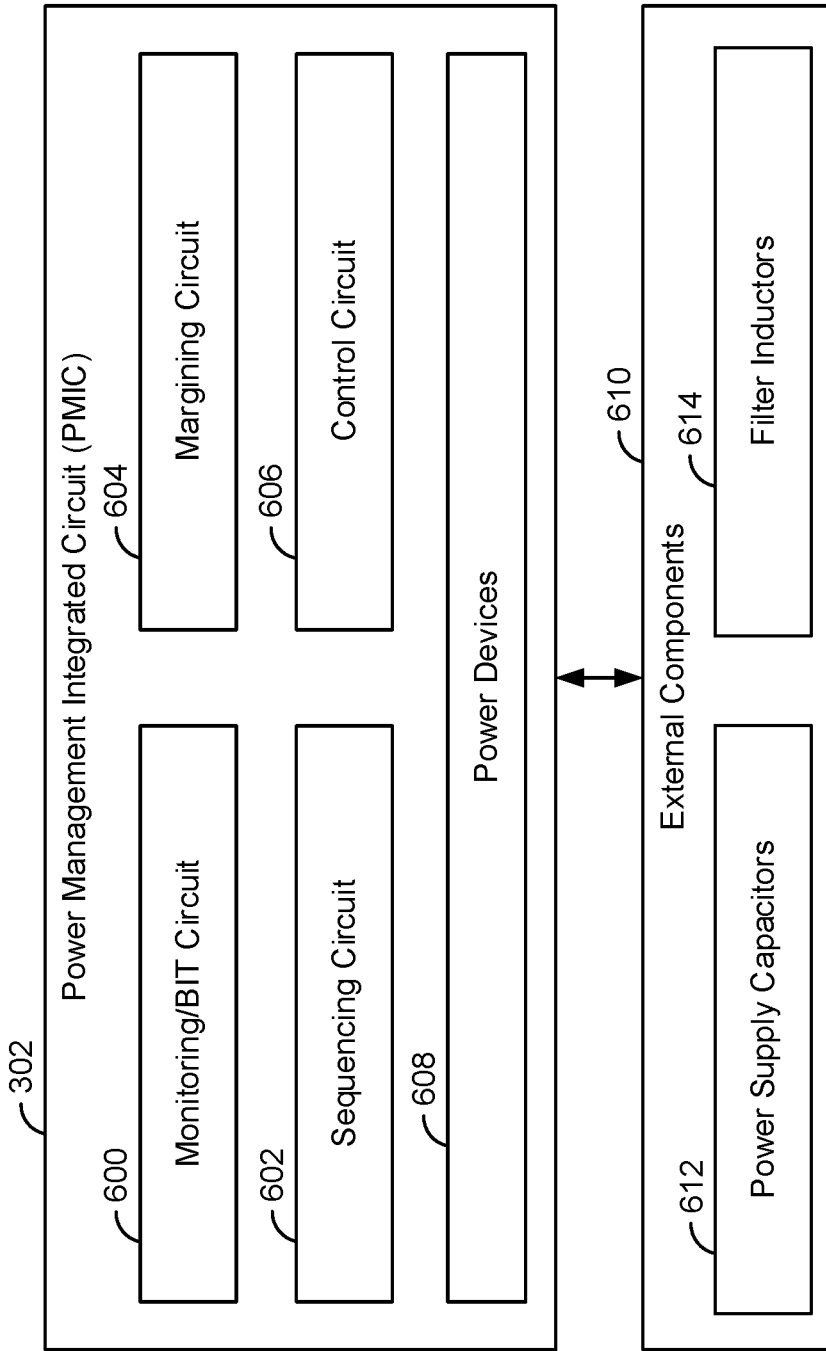 302
Power Management Integrated Circuit (PMIC)
600
Monitoring/BIT Circuit
604
Margining Circuit
602
Sequencing Circuit
606
Control Circuit
608
Power Devices
610
External Components
612
Power Supply Capacitors
614
Filter Inductors